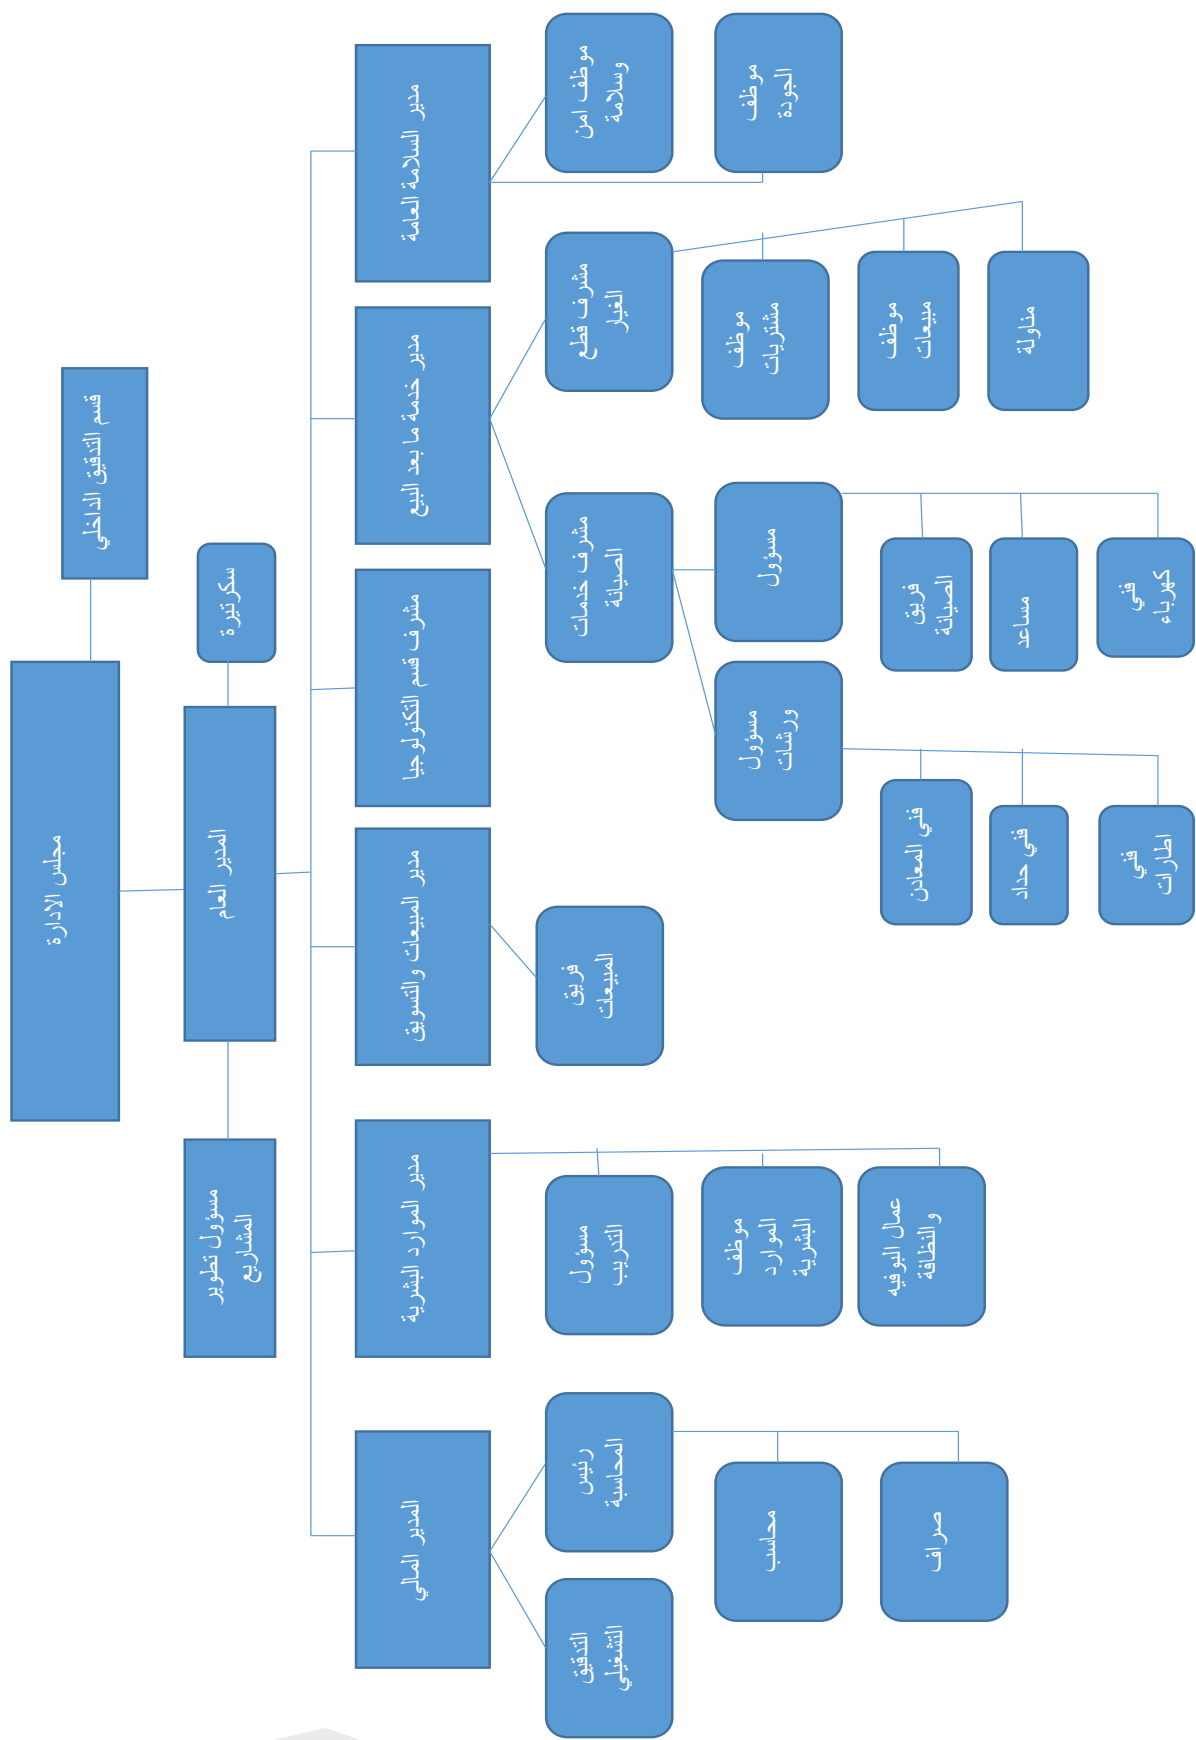 مجلس الادارة
قسم التدقيق الداخلي
المدير العام
سكرتيرة
مسؤول تطوير
المشاريع
مدير السلامة العامة
مدير خدمة ما بعد البيع
مشرف قسم التكنولوجيا
مدير المبيعات والتسويق
مدير الموارد البشرية
المدير المالي
موظف امن
وسلامة
موظف
الجودة
مشرف قطع
الغيار
موظف
مشتريات
موظف
مبيعات
مناولة
مشرف خدمات
الصيانة
مسؤول
فريق
الصيانة
مساعد
فني
كهرباء
مسؤول
ورشات
فني المعادن
فني حداد
فني
اطارات
فريق
المبيعات
مسؤول
التدريب
موظف
الموارد
البشرية
عمال البوفيه
والنظافة
رئيس
المحاسبة
محاسب
صراف
التدقيق
التشغيلي